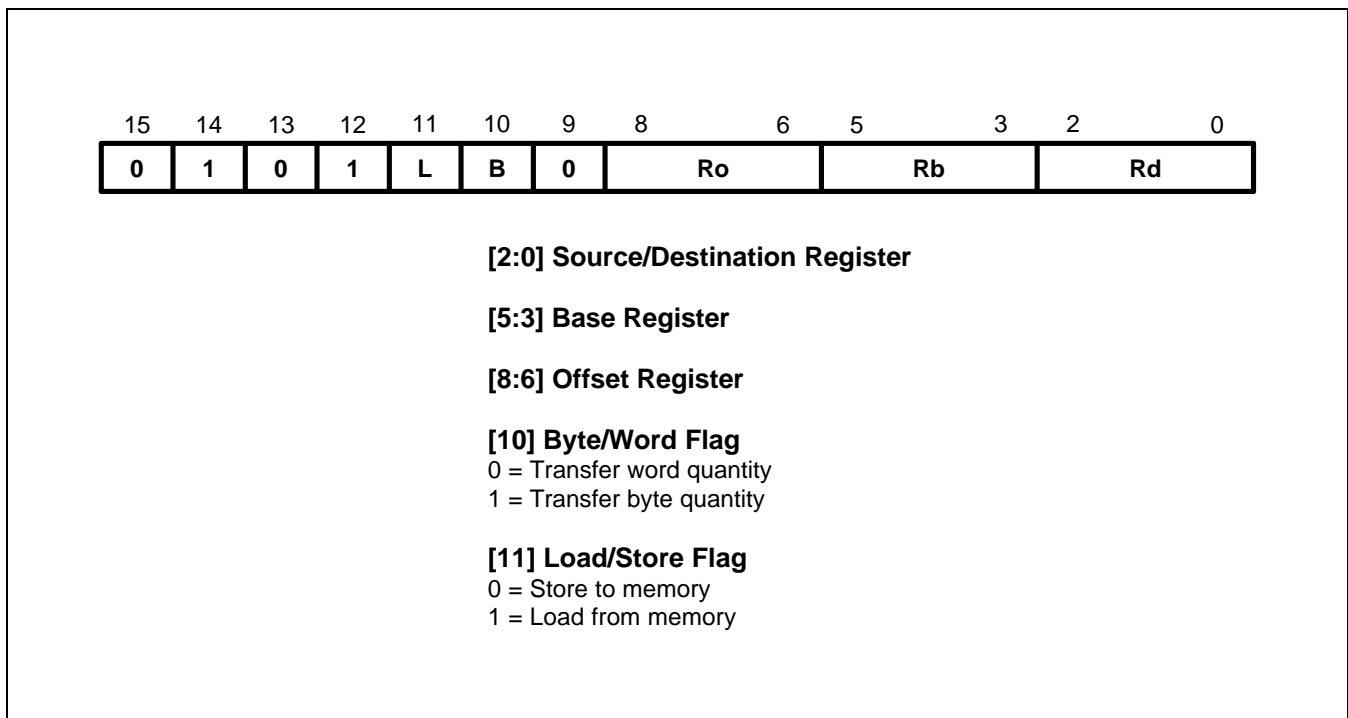 15 14 13 12 11 10 9 8 6 5 3 2 0
0 1 0 1 L B 0 Ro Rb Rd
[2:0] Source/Destination Register
[5:3] Base Register
[8:6] Offset Register
[10] Byte/Word Flag
0 = Transfer word quantity
1 = Transfer byte quantity
[11] Load/Store Flag
0 = Store to memory
1 = Load from memory